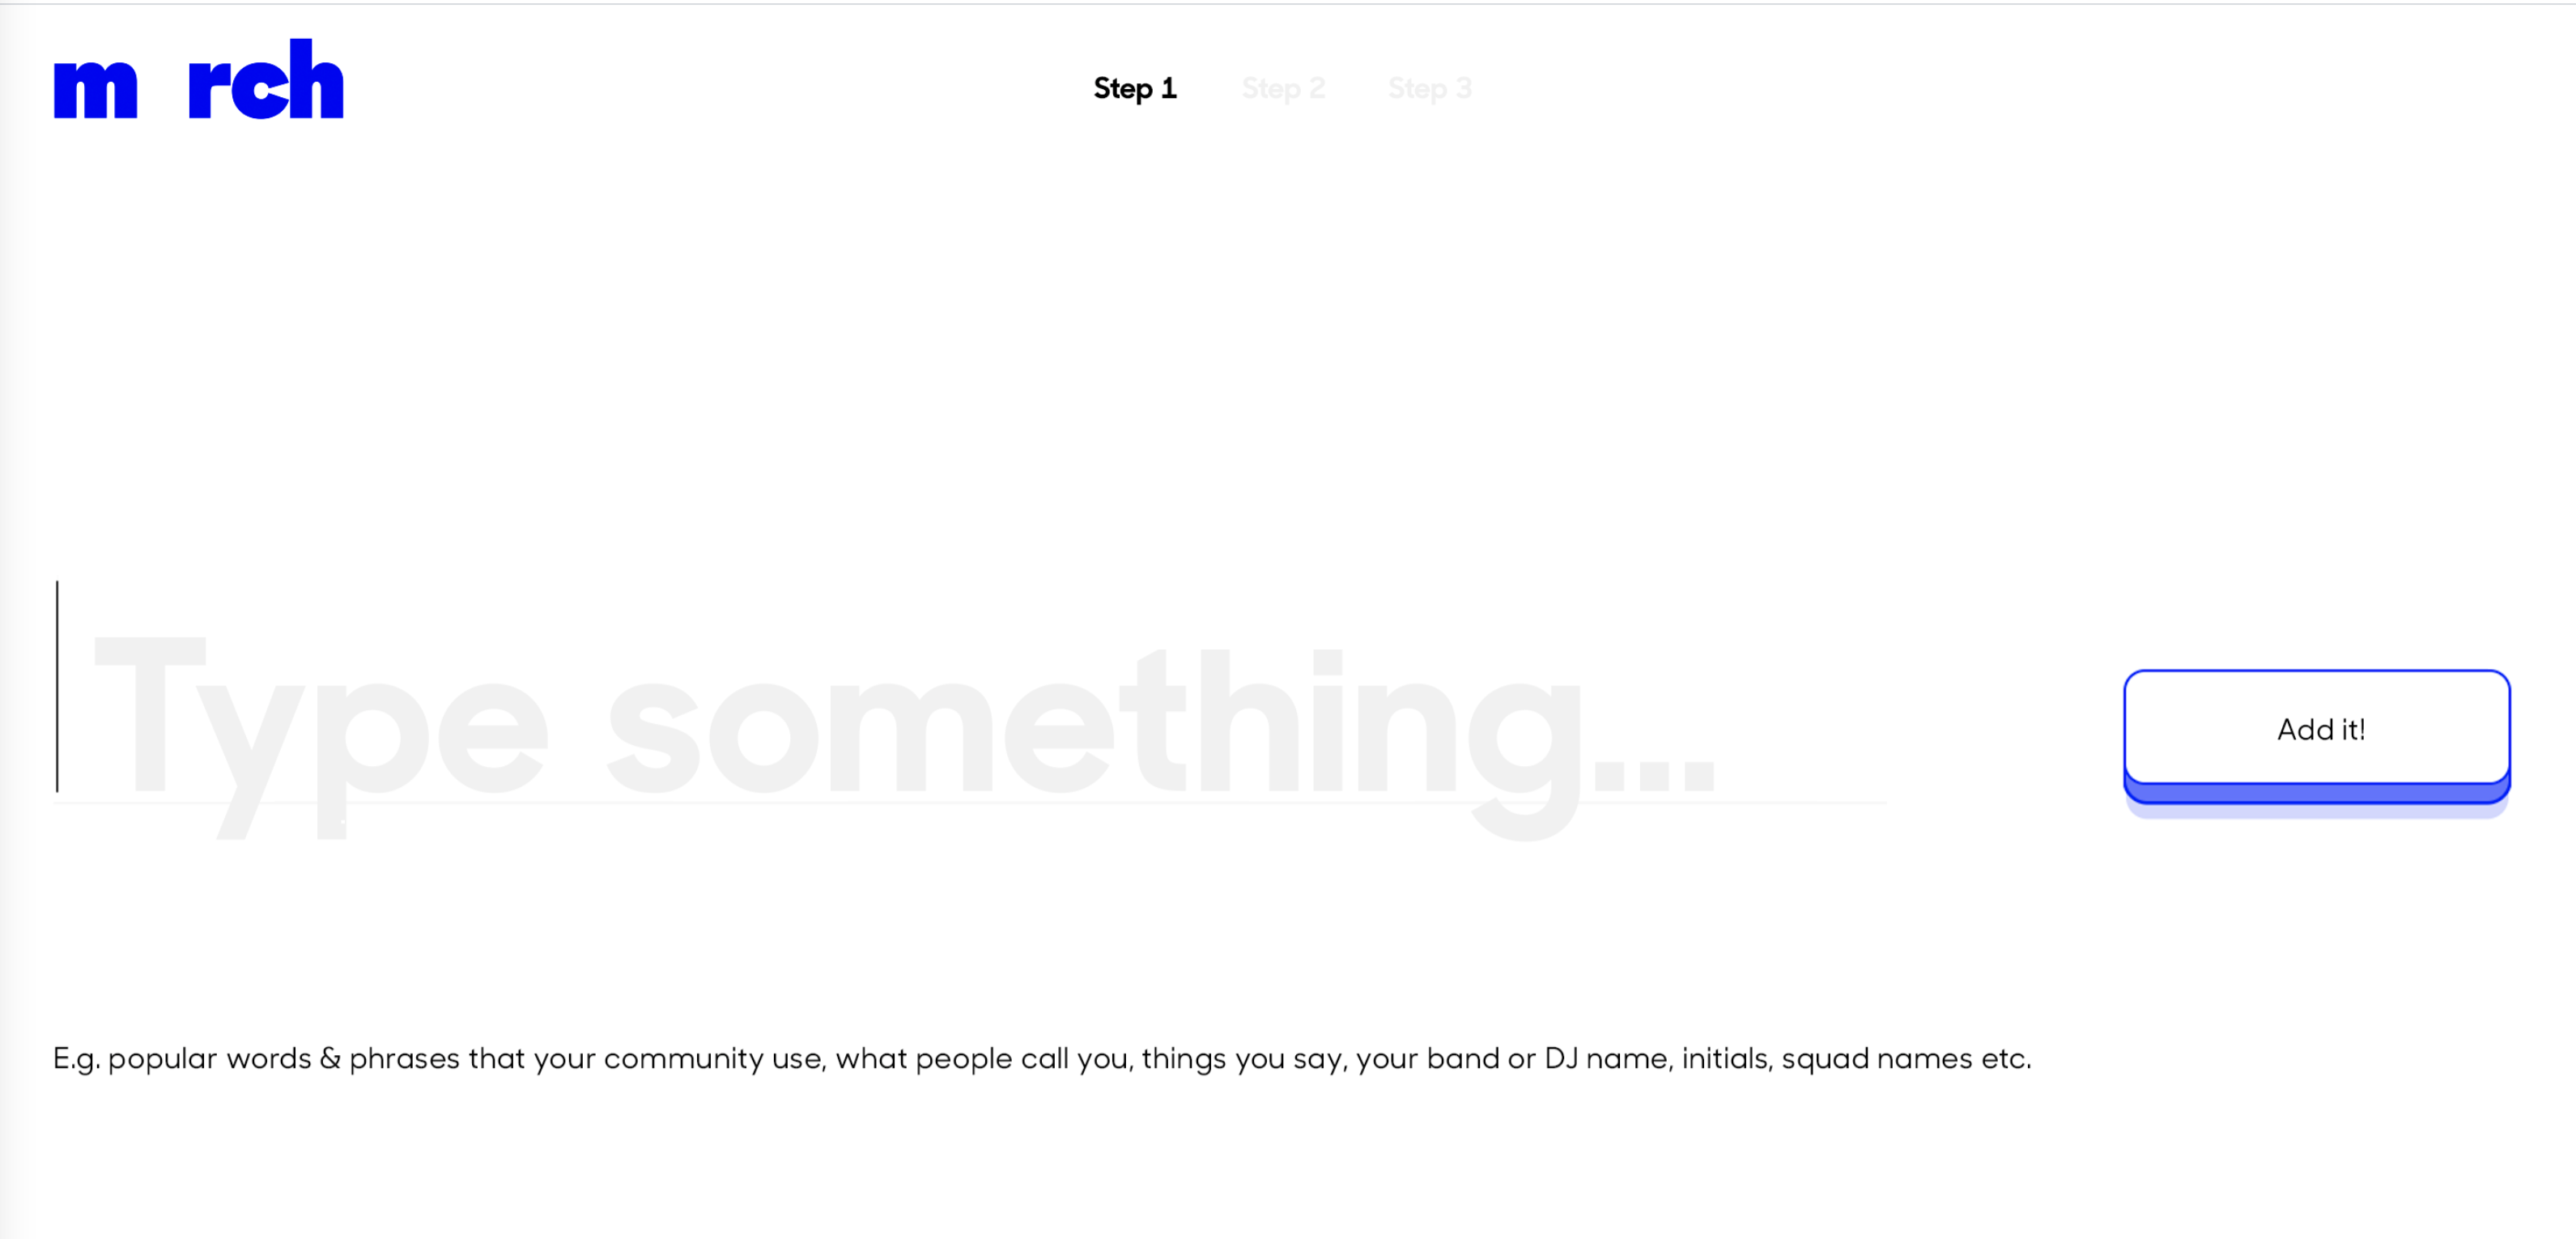 m rch
Step 1 Step 2 Step 3
Type something...
Add it!
E.g. popular words & phrases that your community use, what people call you, things you say, your band or DJ name, initials, squad names etc.